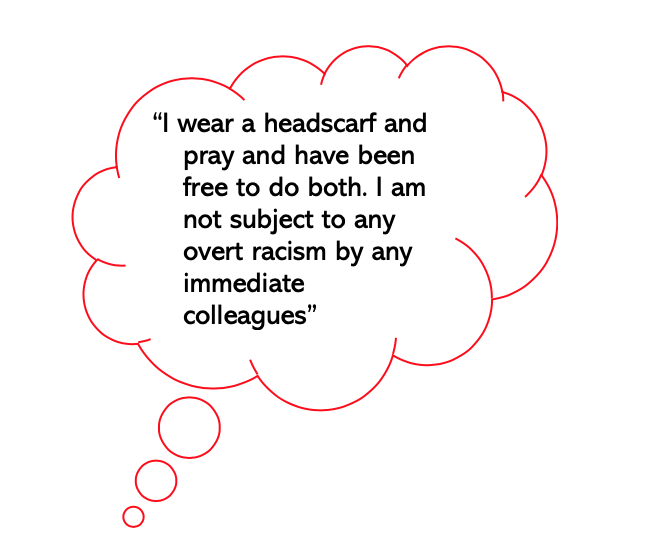 “I wear a headscarf and
pray and have been
free to do both. I am
not subject to any
overt racism by any
immediate
colleagues”